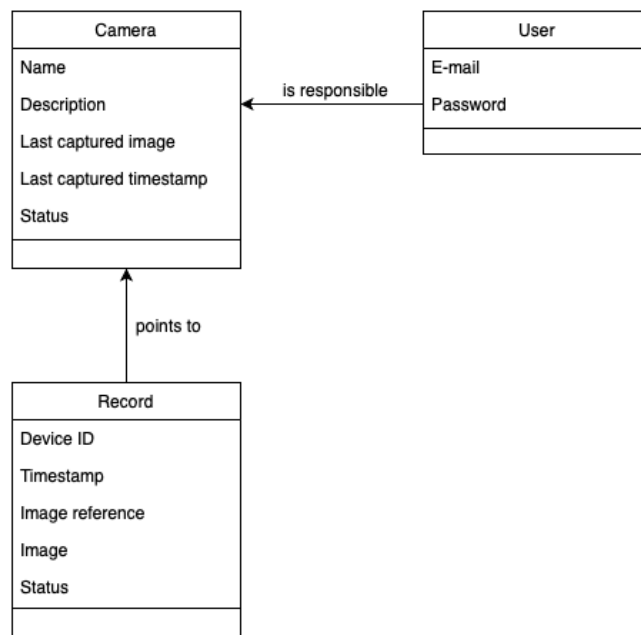 Camera
Name
Description
Last captured image
Last captured timestamp
Status
is responsible
User
E-mail
Password
points to
Record
Device ID
Timestamp
Image reference
Image
Status